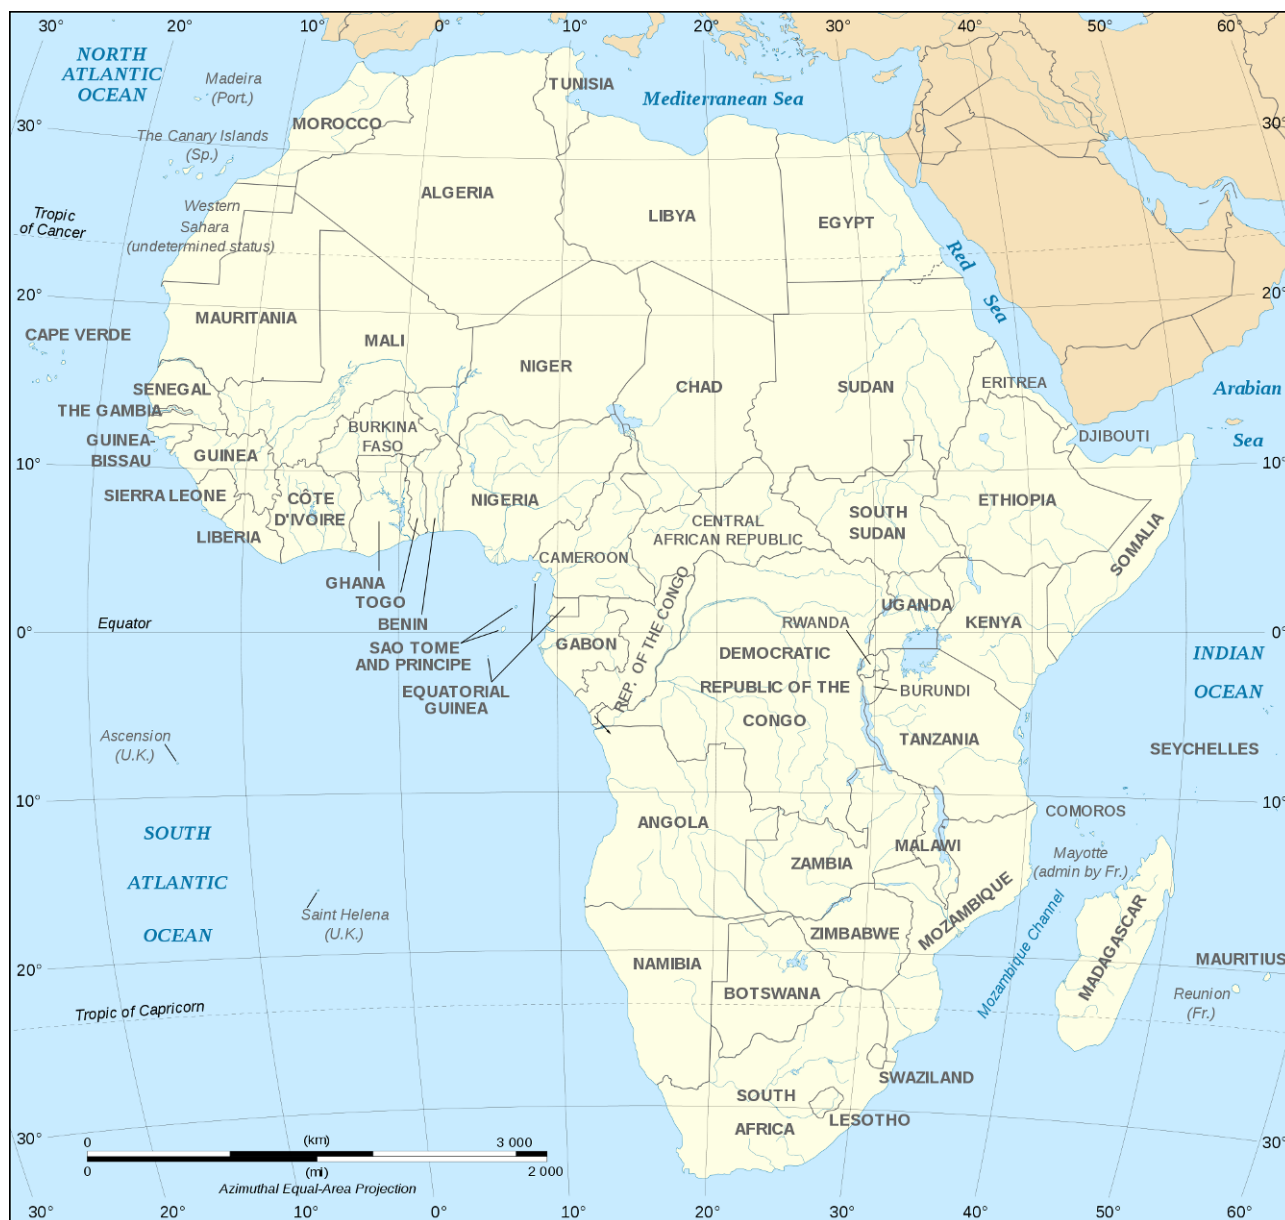 30°
20°
10°
0°
10°
20°
30°
40°
50°
60°
NORTH
ATLANTIC
OCEAN
Madeira
(Port.)
TUNISIA
Mediterranean Sea
30°
MOROCCO
30°
The Canary Islands
(Sp.)
ALGERIA
LIBYA
EGYPT
Western
Sahara
(undetermined status)
Tropic
of Cancer
Red
Sea
20°
20°
CAPE VERDE
MAURITANIA
MALI
NIGER
CHAD
SUDAN
ERITREA
Arabian
Sea
SENEGAL
THE GAMBIA
BURKINA
FASO
DJIBOUTI
GUINEA-
BISSAU
GUINEA
10°
10°
SIERRA LEONE
CÔTE
D'IVOIRE
NIGERIA
ETHIOPIA
SOUTH
SUDAN
CENTRAL
AFRICAN REPUBLIC
SOMALIA
LIBERIA
CAMEROON
GHANA
TOGO
BENIN
UGANDA
KENYA
RWANDA
Equator
0°
0°
SAO TOME
AND PRINCIPE
GABON
REP. OF THE CONGO
DEMOCRATIC
REPUBLIC OF THE
CONGO
INDIAN
OCEAN
EQUATORIAL
GUINEA
BURUNDI
TANZANIA
Ascension
(U.K.)
SEYCHELLES
10°
10°
COMOROS
SOUTH
ATLANTIC
OCEAN
ANGOLA
ZAMBIA
MALAWI
Mayotte
(admin by Fr.)
MOZAMBIQUE
Mozambique Channel
MADAGASCAR
Saint Helena
(U.K.)
ZIMBABWE
NAMIBIA
BOTSWANA
MAURITIUS
20°
20°
Reunion
(Fr.)
Tropic of Capricorn
SWAZILAND
SOUTH
AFRICA
LESOTHO
30°
30°
0
(km)
3 000
0
(mi)
2 000
Azimuthal Equal-Area Projection
30°
20°
10°
0°
10°
20°
30°
40°
50°
60°